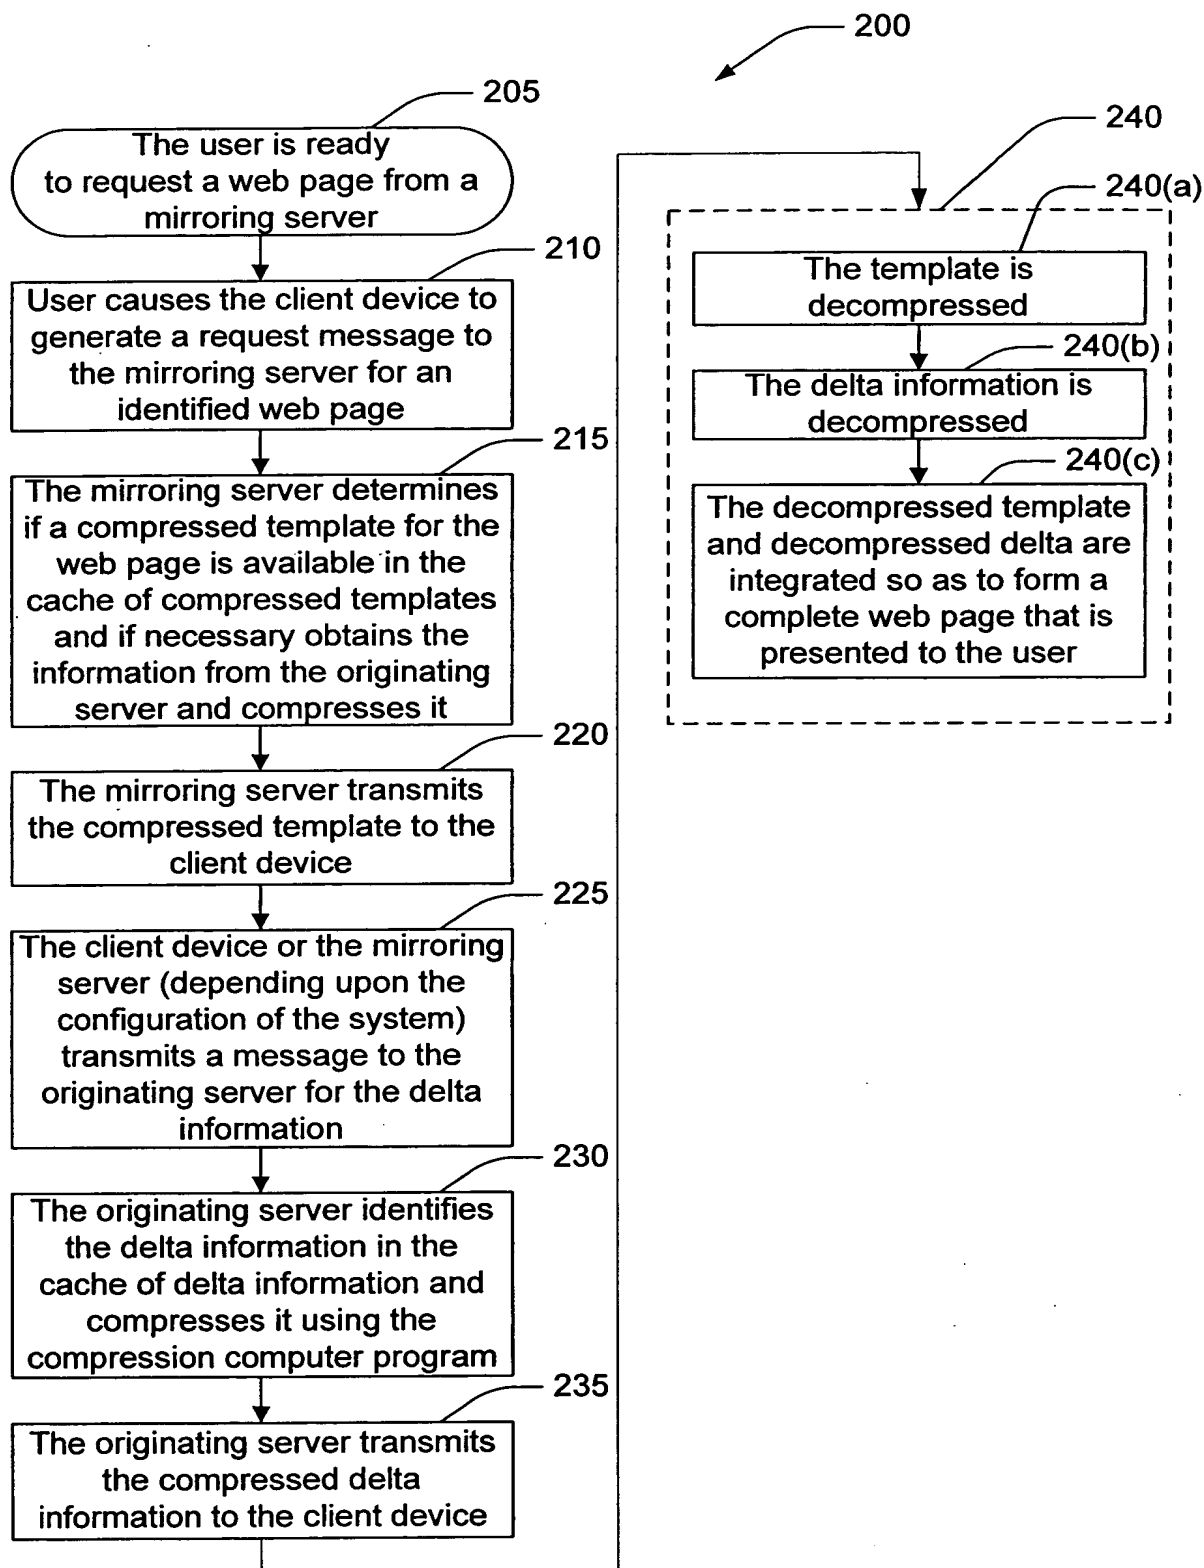 200
205
The user is ready
to request a web page from a
mirroring server
210
User causes the client device to
generate a request message to
the mirroring server for an
identified web page
215
The mirroring server determines
if a compressed template for the
web page is available in the
cache of compressed templates
and if necessary obtains the
information from the originating
server and compresses it
220
The mirroring server transmits
the compressed template to the
client device
225
The client device or the mirroring
server (depending upon the
configuration of the system)
transmits a message to the
originating server for the delta
information
230
The originating server identifies
the delta information in the
cache of delta information and
compresses it using the
compression computer program
235
The originating server transmits
the compressed delta
information to the client device
240
240(a)
The template is
decompressed
240(b)
The delta information is
decompressed
240(c)
The decompressed template
and decompressed delta are
integrated so as to form a
complete web page that is
presented to the user